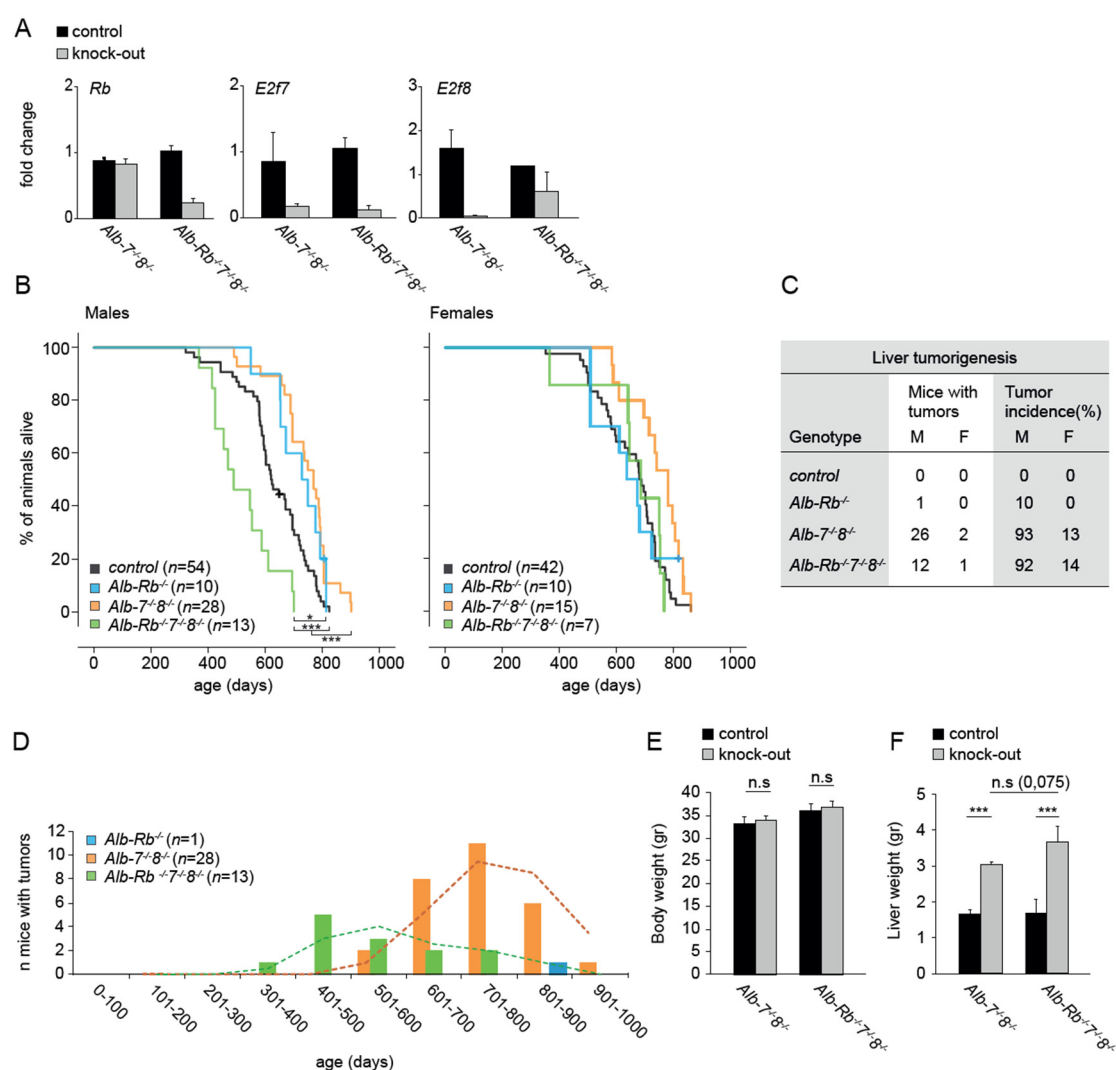 A
control
knock-out
fold change
2
1
0
Rb
Alb-7-/-8-/-
Alb-Rb-/-7-/-8-/-
2
1
0
E2f7
Alb-7-/-8-/-
Alb-Rb-/-7-/-8-/-
3
2
1
0
E2f8
Alb-7-/-8-/-
Alb-Rb-/-7-/-8-/-
B
Males
% of animals alive
100
80
60
40
20
0
control (n=54)
Alb-Rb-/- (n=10)
Alb-7-/-8-/- (n=28)
Alb-Rb-/-7-/-8-/- (n=13)
*
***
***
0 200 400 600 800 1000
age (days)
Females
control (n=42)
Alb-Rb-/- (n=10)
Alb-7-/-8-/- (n=15)
Alb-Rb-/-7-/-8-/- (n=7)
0 200 400 600 800 1000
age (days)
C
Liver tumorigenesis
Mice with tumors Tumor incidence(%)
Genotype M F M F
control 0 0 0 0
Alb-Rb-/- 1 0 10 0
Alb-7-/-8-/- 26 2 93 13
Alb-Rb-/-7-/-8-/- 12 1 92 14
D
n mice with tumors
12
10
8
6
4
2
0
Alb-Rb-/- (n=1)
Alb-7-/-8-/- (n=28)
Alb-Rb -/-7-/-8-/- (n=13)
0-100
101-200
201-300
301-400
401-500
501-600
601-700
701-800
801-900
901-1000
age (days)
E
control
knock-out
n.s
n.s
Body weight (gr)
40
35
30
25
20
15
10
5
0
Alb-7-/-8-/-
Alb-Rb-/-7-/-8-/-
F
control
knock-out
n.s (0,075)
***
***
Liver weight (gr)
5
4
3
2
1
0
Alb-7-/-8-/-
Alb-Rb-/-7-/-8-/-